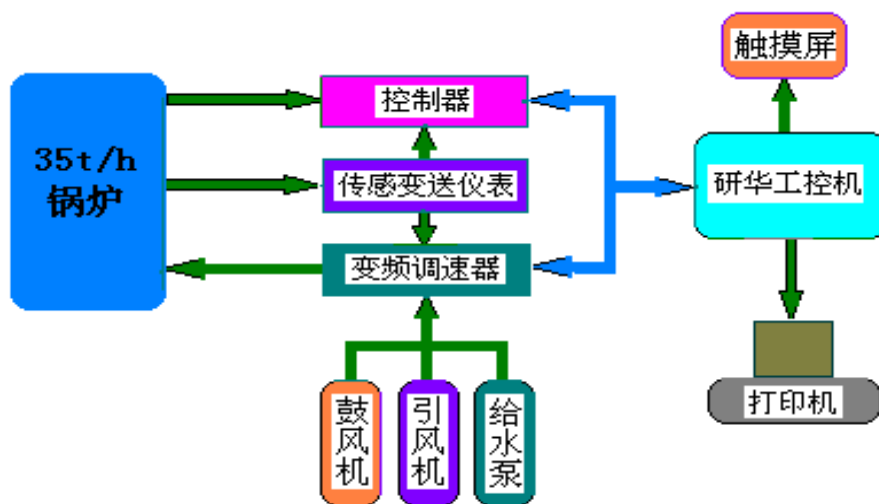 触摸屏
控制器
35t/h
锅炉
传感变送仪表
研华工控机
变频调速器
鼓风机
引风机
给水泵
打印机